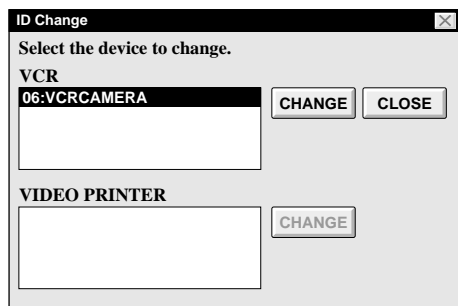 ID Change
Select the device to change.
VCR
06:VCRCAMERA
CHANGE CLOSE
VIDEO PRINTER
CHANGE